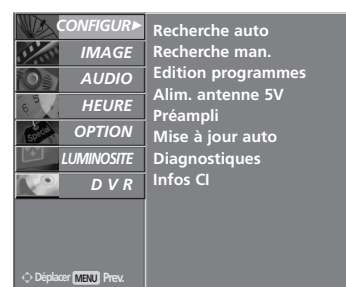 CONFIGUR►
IMAGE
AUDIO
HEURE
OPTION
LUMINOSITE
D V R
Recherche auto
Recherche man.
Edition programmes
Alim. antenne 5V
Préampli
Mise à jour auto
Diagnostiques
Infos CI
Déplacer MENU Prev.